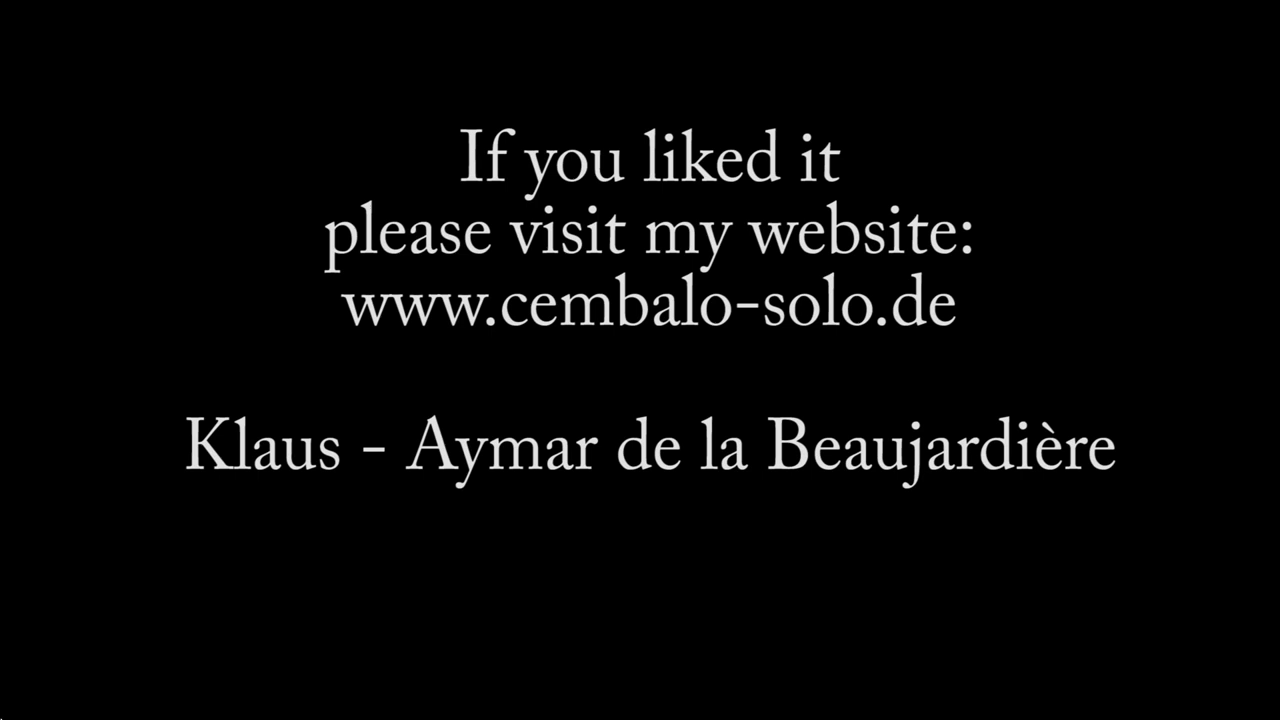 If you liked it
please visit my website:
www.cembalo-solo.de
Klaus - Aymar de la Beaujardière